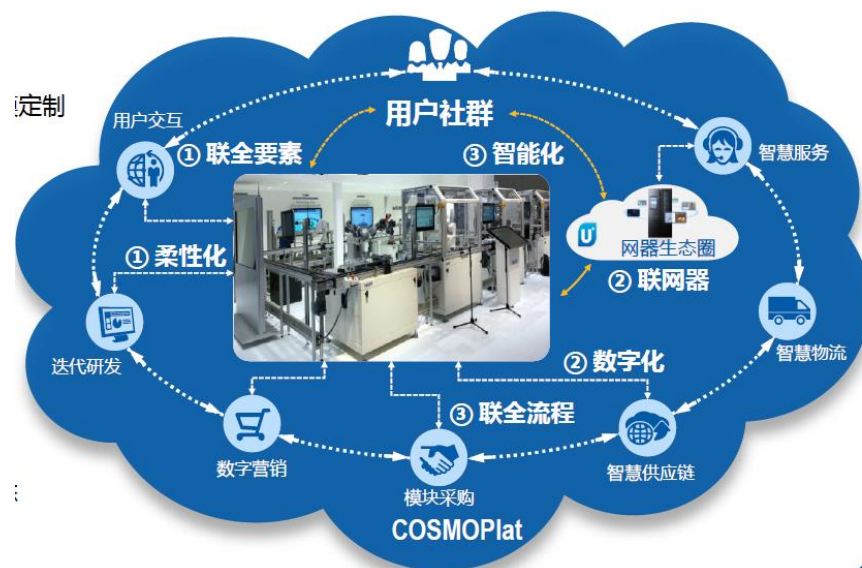 定制
用户社群
用户交互
① 联全要素
③ 智能化
智慧服务
U+
网器生态圈
① 柔性化
② 联网器
迭代研发
② 数字化
智慧物流
③ 联全流程
数字营销
智慧供应链
模块采购
COSMOPlat